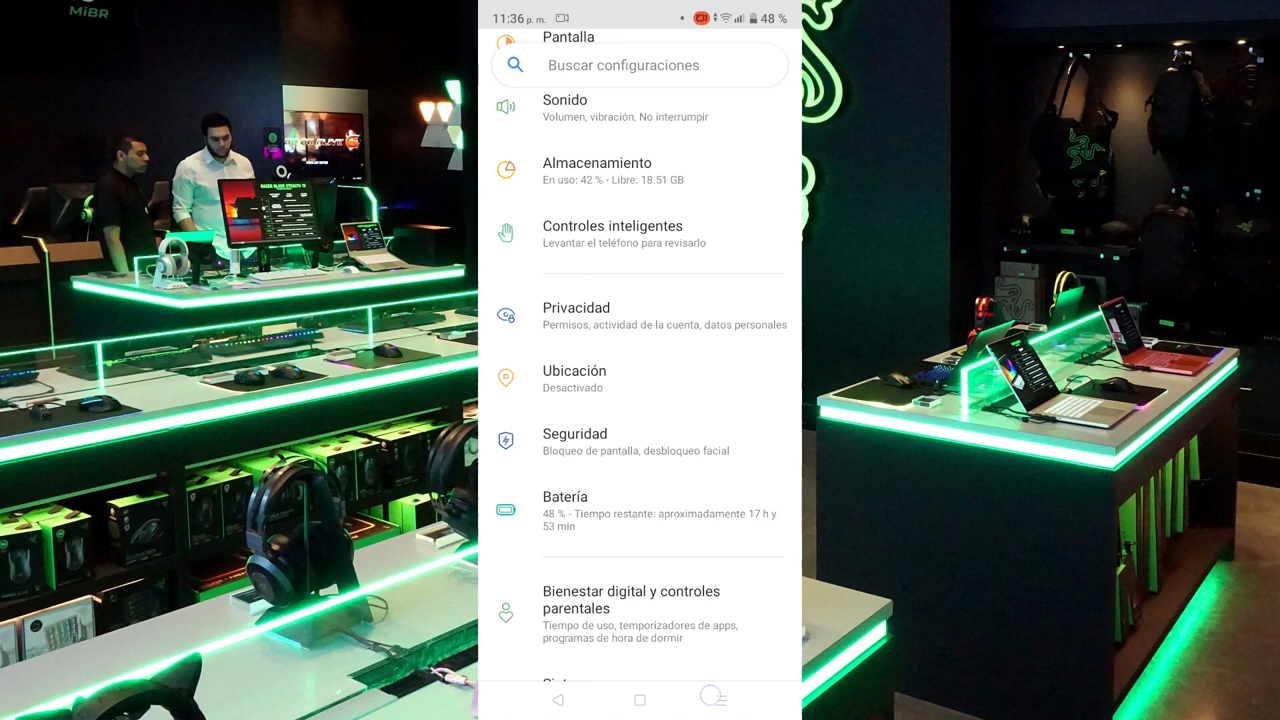 MiBR
11:36 p. m.
48 %
Pantalla
Buscar configuraciones
Sonido
Volumen, vibración, No interrumpir
Almacenamiento
En uso: 42 % - Libre: 18.51 GB
Controles inteligentes
Levantar el teléfono para revisarlo
Privacidad
Permisos, actividad de la cuenta, datos personales
Ubicación
Desactivado
Seguridad
Bloqueo de pantalla, desbloqueo facial
Batería
48 % - Tiempo restante: aproximadamente 17 h y
53 min
Bienestar digital y controles
parentales
Tiempo de uso, temporizadores de apps,
programas de hora de dormir